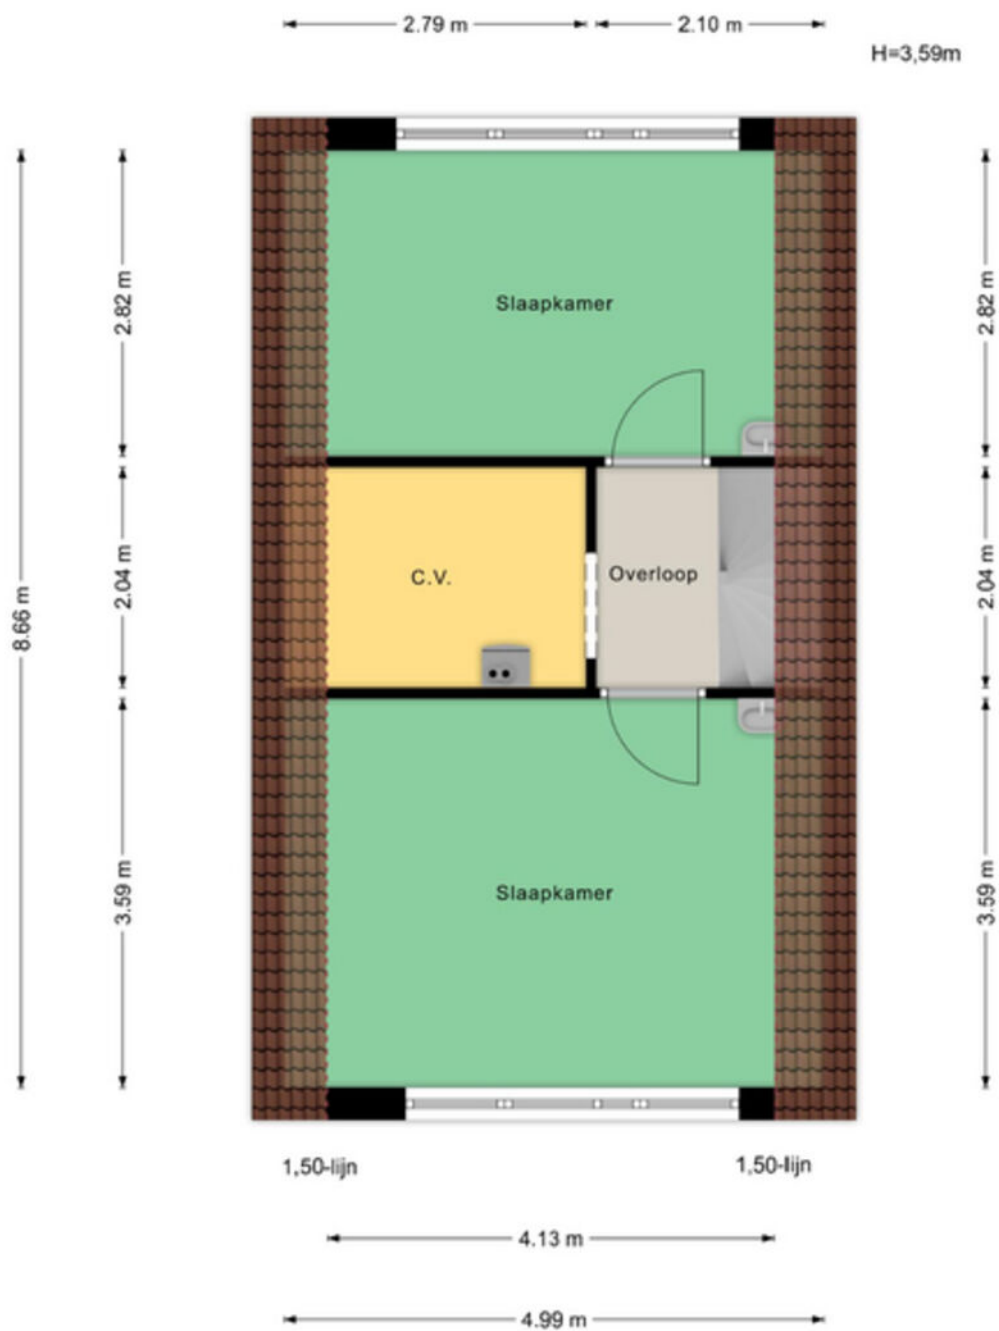 2.79 m
2.10 m
H=3,59m
2.82 m
2.82 m
Slaapkamer
8.66 m
2.04 m
2.04 m
C.V.
Overloop
3.59 m
3.59 m
Slaapkamer
1,50-lijn
1,50-lijn
4.13 m
4.99 m